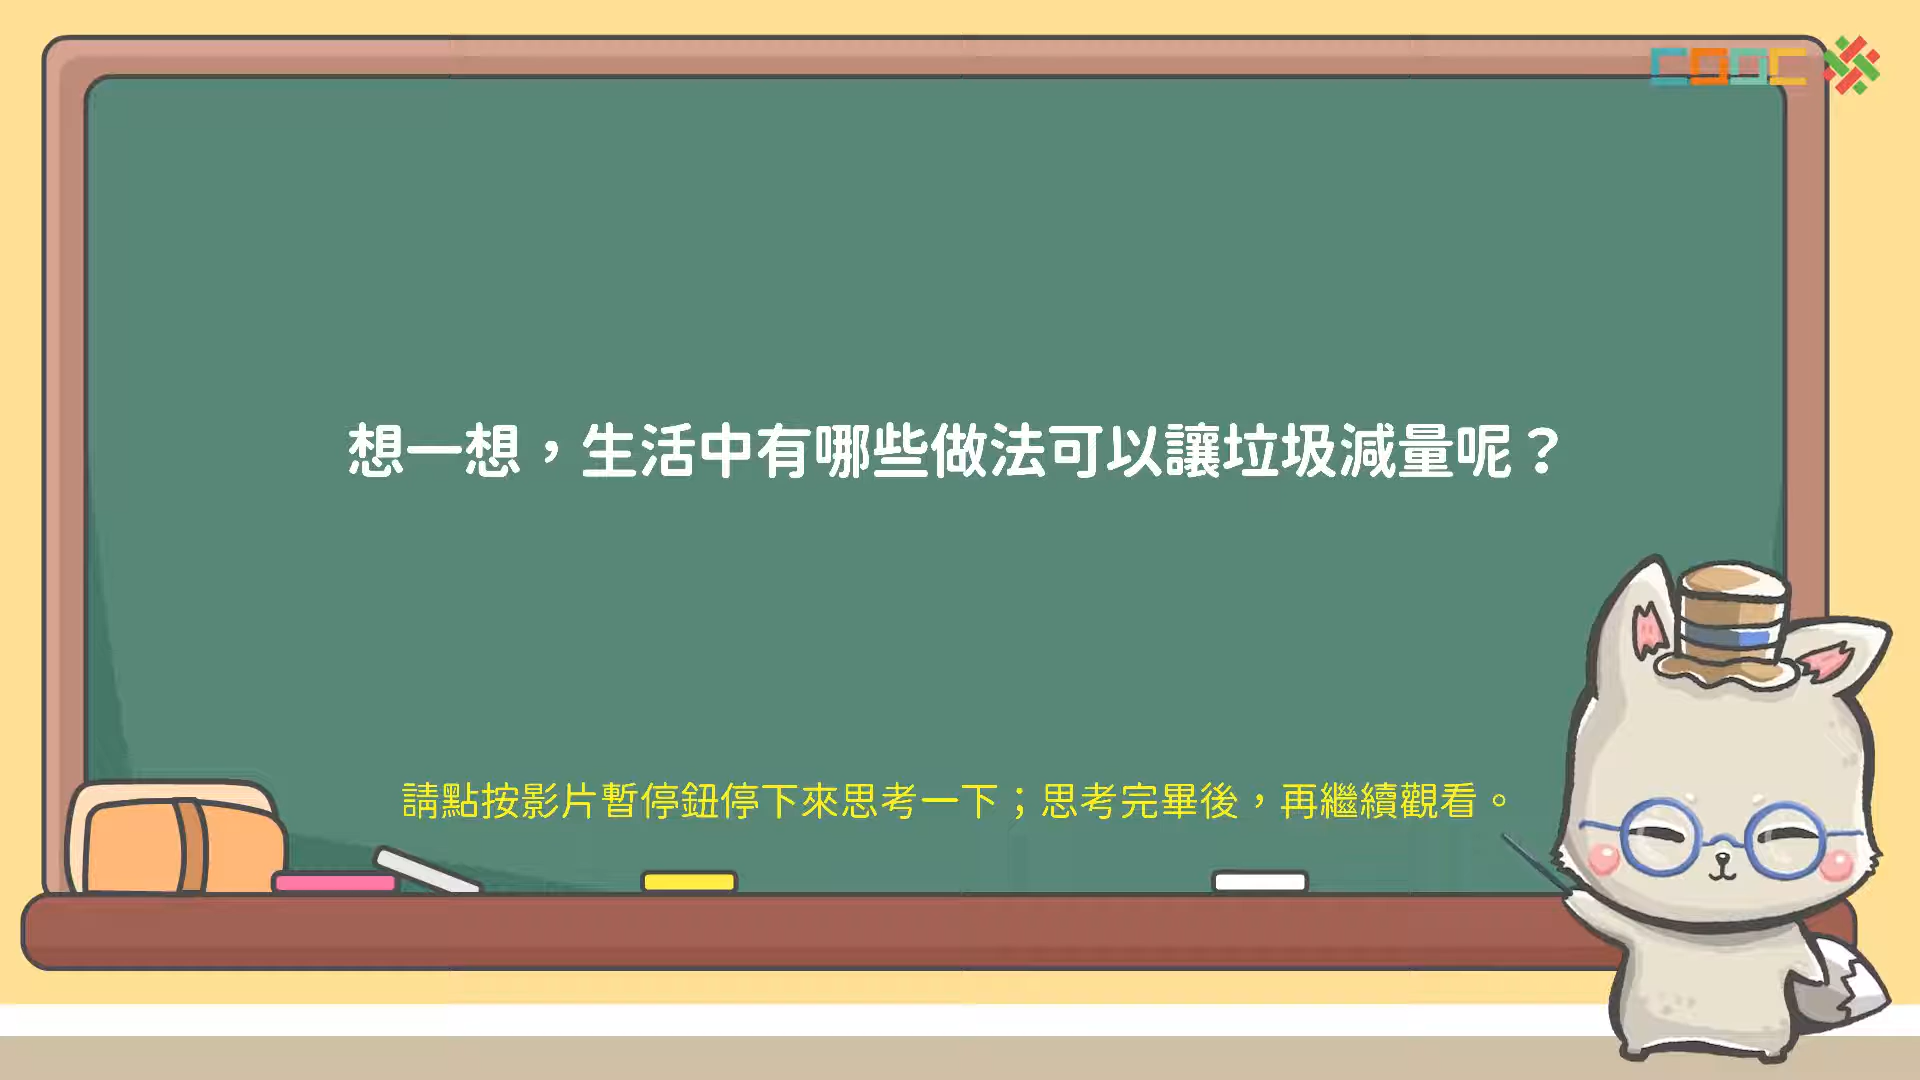 COOC
想一想，生活中有哪些做法可以讓垃圾減量呢？
請點按影片暫停鈕停下來思考一下；思考完畢後，再繼續觀看。